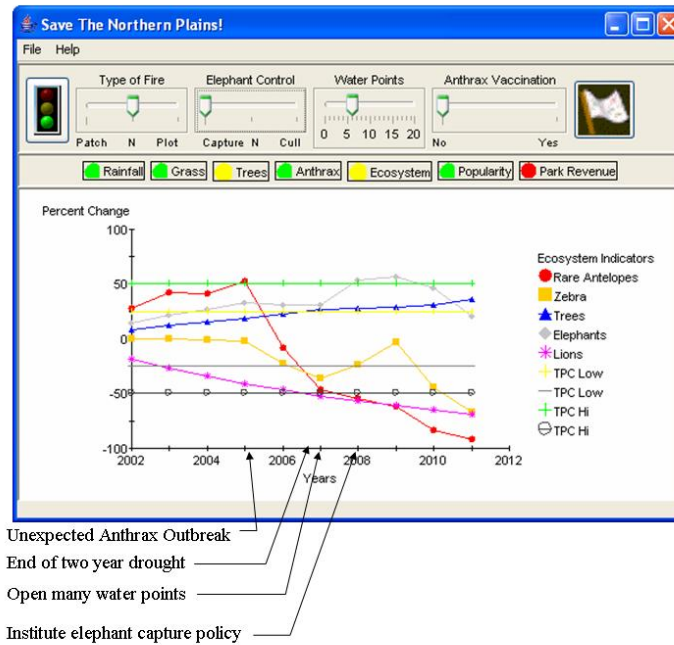 Save The Northern Plains!
File Help
Type of Fire Elephant Control Water Points Anthrax Vaccination
0 5 10 15 20
Patch N Plot Capture N Cull No Yes
Rainfall Grass Trees Anthrax Ecosystem Popularity Park Revenue
Percent Change
100
50
0
-50
-100
2002 2004 2006 2008 2010 2012
Years
Ecosystem Indicators
Rare Antelopes
Zebra
Trees
Elephants
Lions
TPC Low
TPC Low
TPC Hi
TPC Hi
Unexpected Anthrax Outbreak
End of two year drought
Open many water points
Institute elephant capture policy